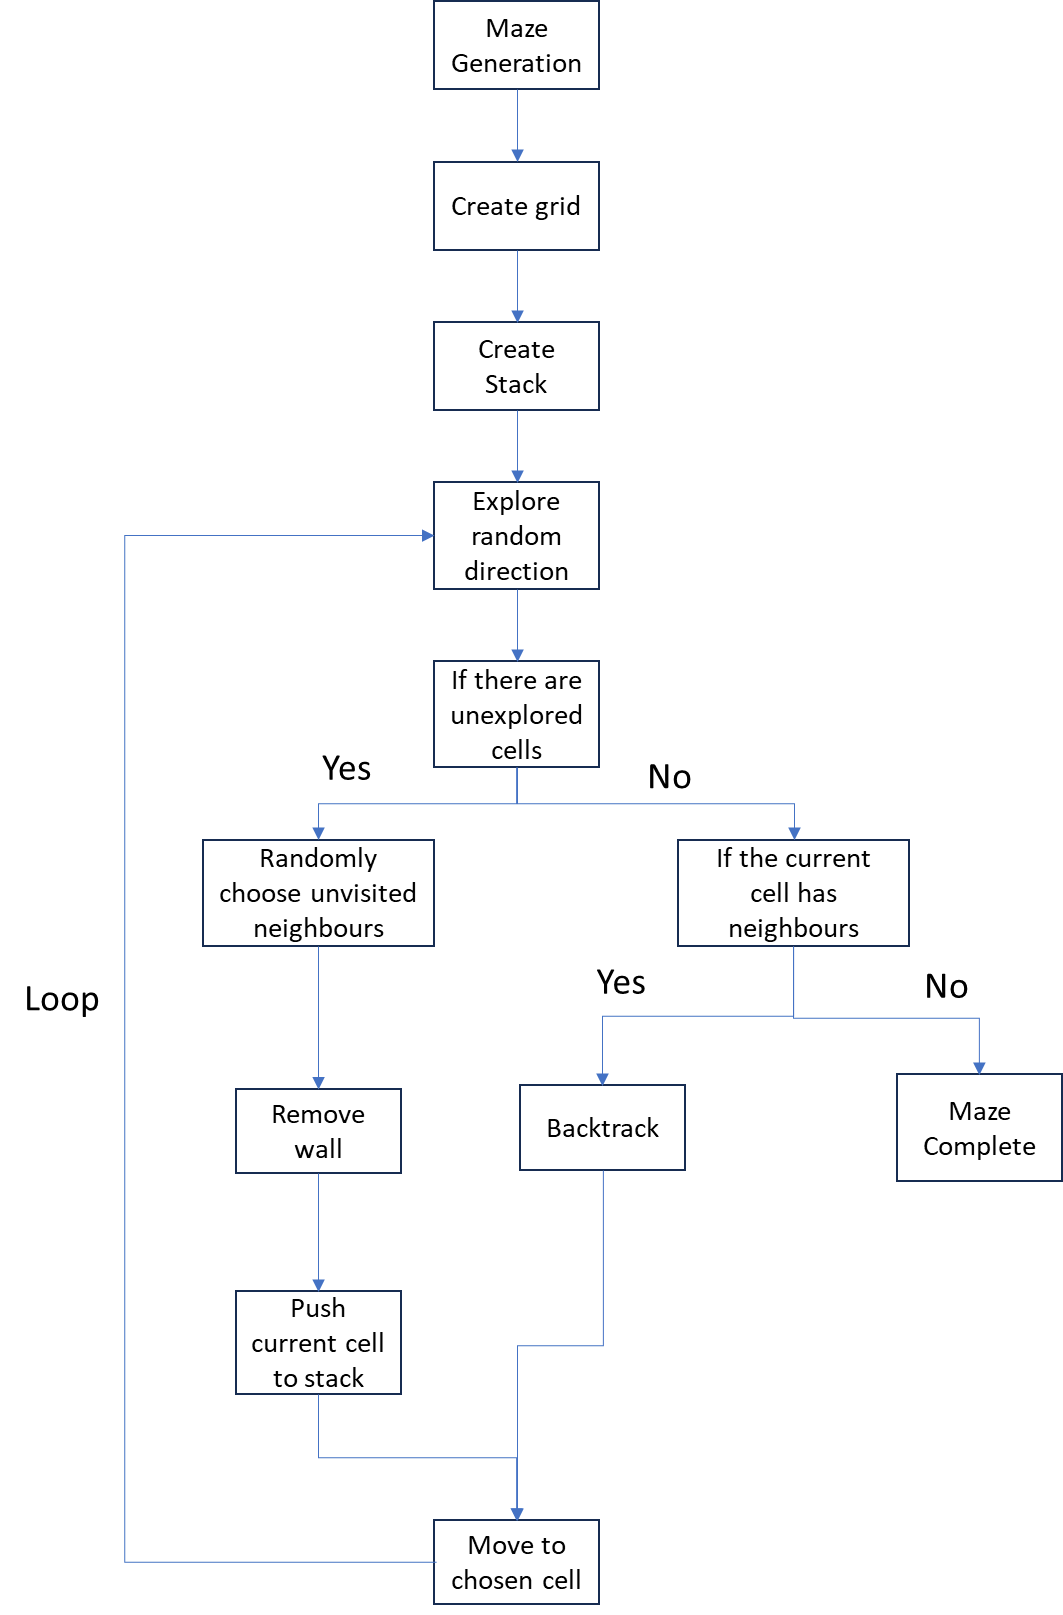 Maze
Generation
Create grid
Create
Stack
Explore
random
direction
If there are
unexplored
cells
Yes
No
Randomly
choose unvisited
neighbours
If the current
cell has
neighbours
Loop
Yes
No
Remove
wall
Backtrack
Maze
Complete
Push
current cell
to stack
Move to
chosen cell